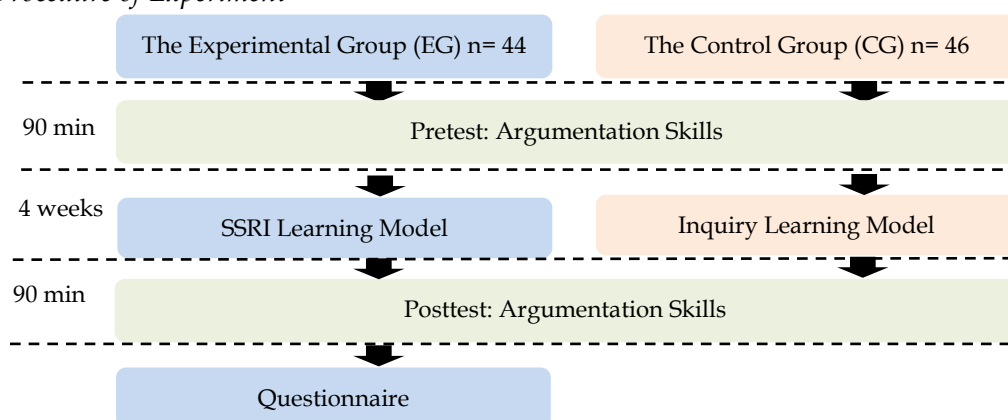 Procedure of Experiment
The Experimental Group (EG) n= 44
The Control Group (CG) n= 46
90 min
Pretest: Argumentation Skills
4 weeks
SSRI Learning Model
Inquiry Learning Model
90 min
Posttest: Argumentation Skills
Questionnaire